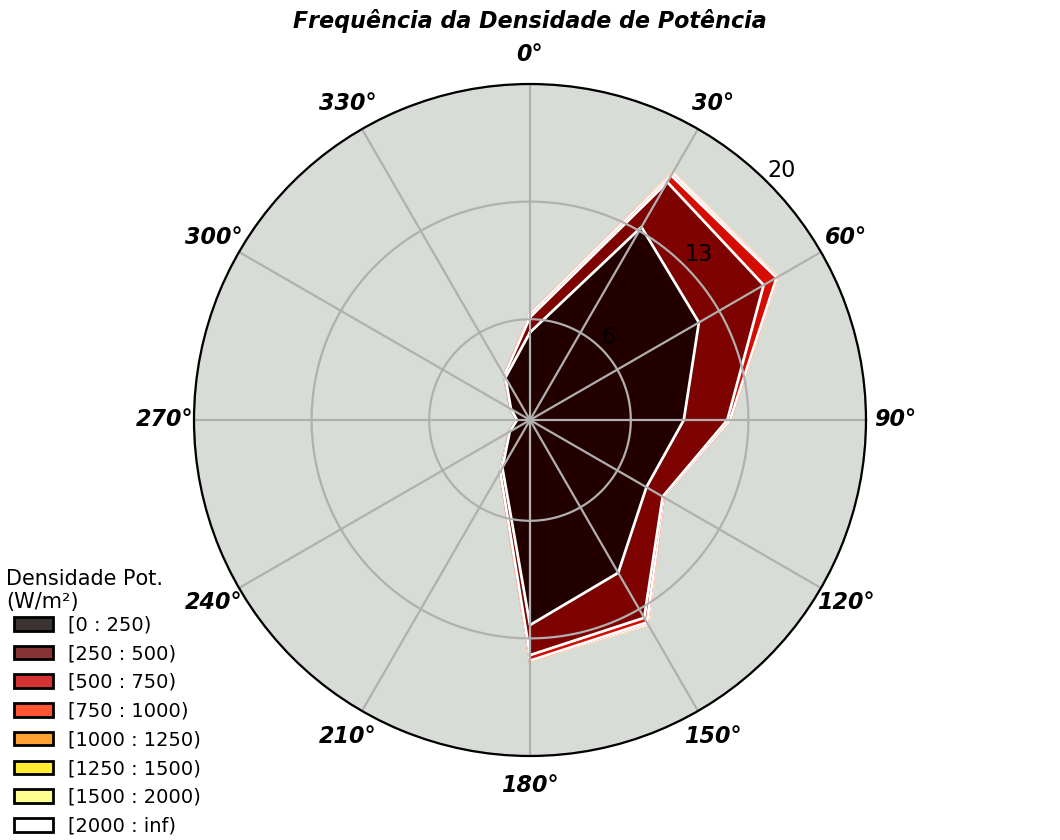 Frequência da Densidade de Potência
0°
330°
30°
20
300°
60°
13
6
270°
90°
240°
120°
210°
150°
180°
Densidade Pot.
(W/m²)
[0 : 250)
[250 : 500)
[500 : 750)
[750 : 1000)
[1000 : 1250)
[1250 : 1500)
[1500 : 2000)
[2000 : inf)